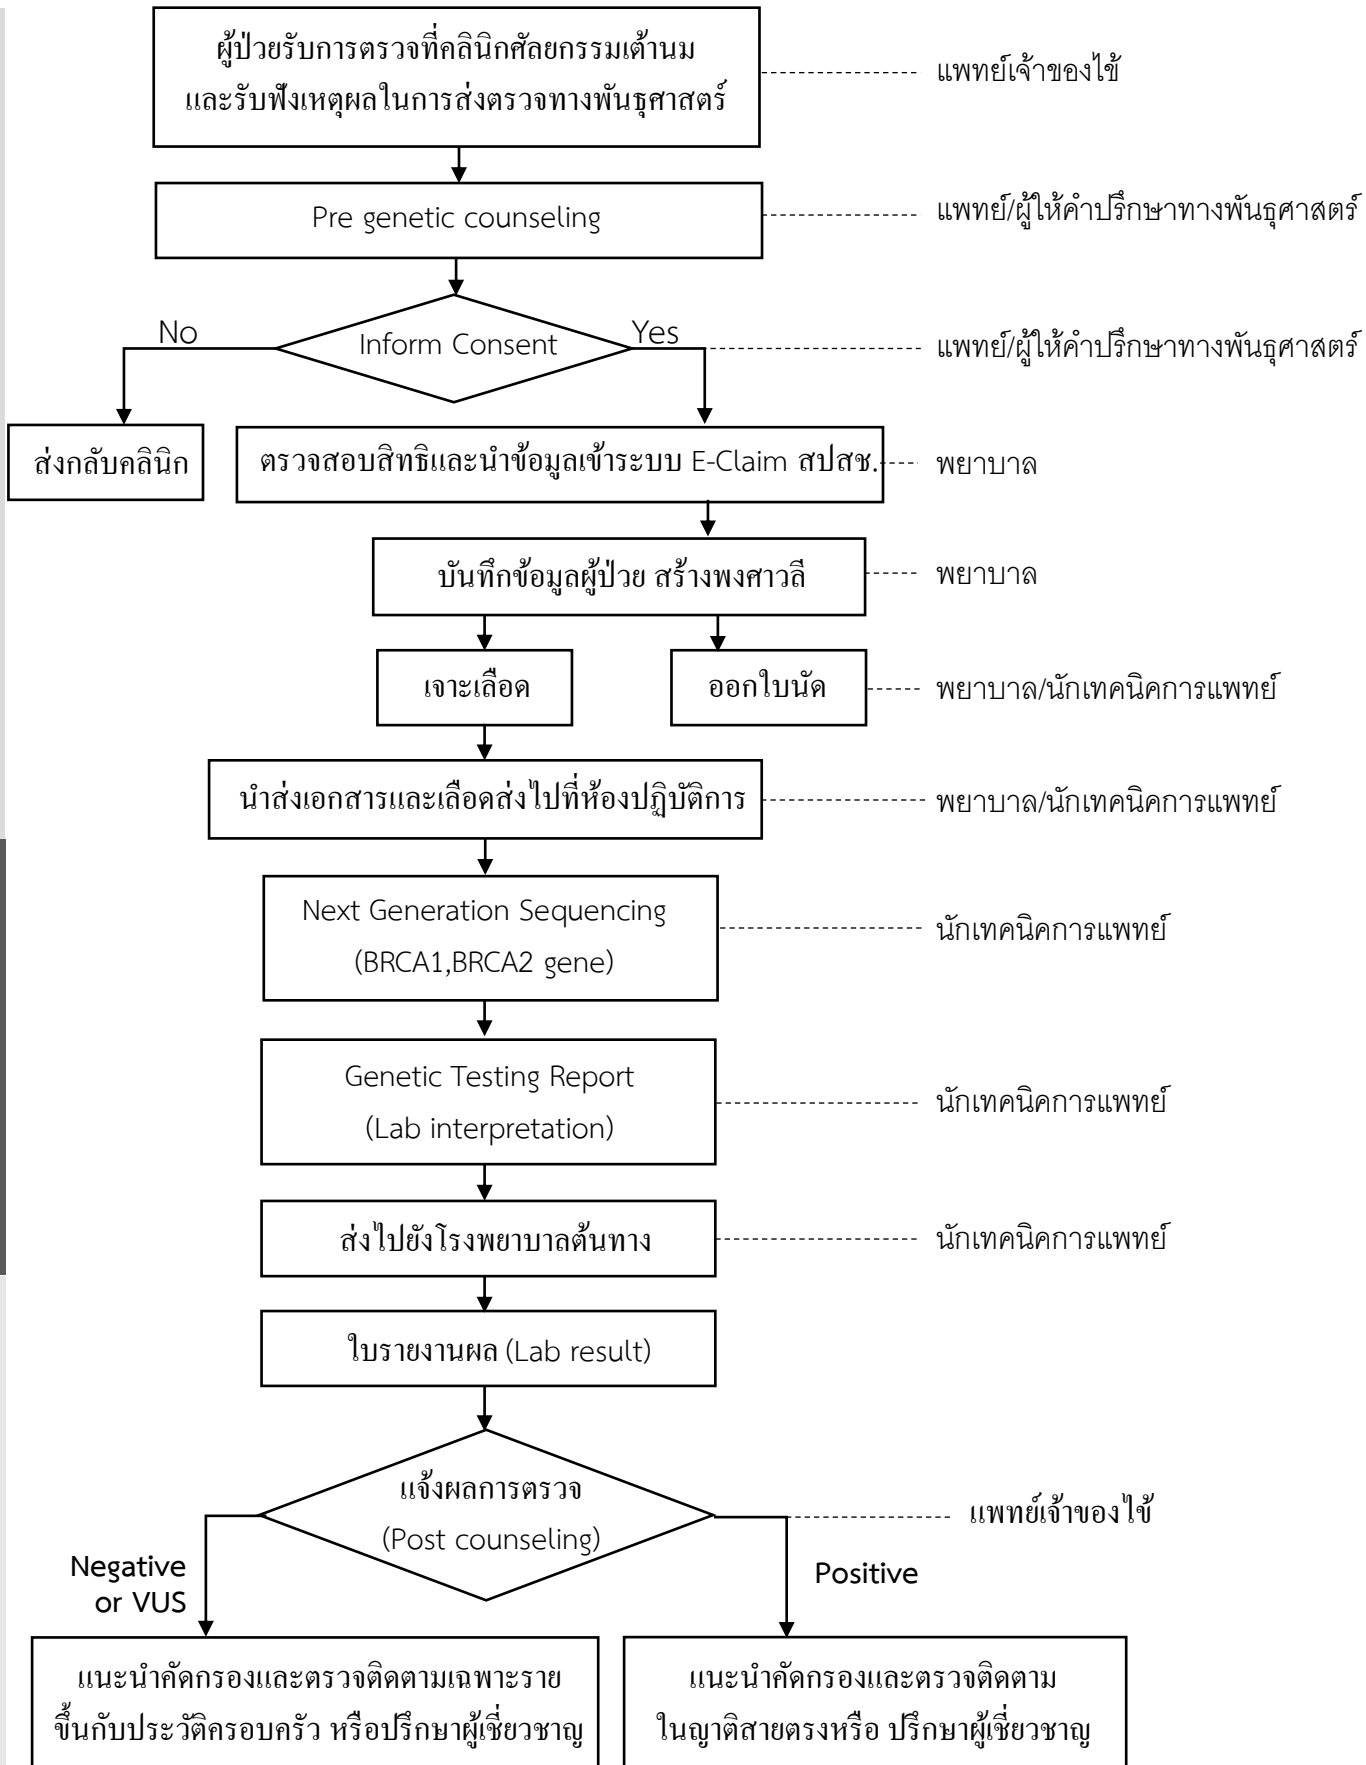 ผู้ป่วยรับการตรวจที่คลินิกศัลยกรรมเต้านม
และรับฟังเหตุผลในการส่งตรวจทางพันธุศาสตร์
แพทย์เจ้าของไข้
Pre genetic counseling
แพทย์/ผู้ให้คำปรึกษาทางพันธุศาสตร์
No
Inform Consent
Yes
แพทย์/ผู้ให้คำปรึกษาทางพันธุศาสตร์
ส่งกลับคลินิก
ตรวจสอบสิทธิและนำข้อมูลเข้าระบบ E-Claim สปสช.
พยาบาล
บันทึกข้อมูลผู้ป่วย สร้างพงศาวลี
พยาบาล
เจาะเลือด
ออกใบนัด
พยาบาล/นักเทคนิคการแพทย์
นำส่งเอกสารและเลือดส่งไปที่ห้องปฏิบัติการ
พยาบาล/นักเทคนิคการแพทย์
Next Generation Sequencing
(BRCA1,BRCA2 gene)
นักเทคนิคการแพทย์
Genetic Testing Report
(Lab interpretation)
นักเทคนิคการแพทย์
ส่งไปยังโรงพยาบาลต้นทาง
นักเทคนิคการแพทย์
ใบรายงานผล (Lab result)
แจ้งผลการตรวจ
(Post counseling)
แพทย์เจ้าของไข้
Negative
or VUS
Positive
แนะนำคัดกรองและตรวจติดตามเฉพาะราย
ขึ้นกับประวัติครอบครัว หรือปรึกษาผู้เชี่ยวชาญ
แนะนำคัดกรองและตรวจติดตาม
ในญาติสายตรงหรือ ปรึกษาผู้เชี่ยวชาญ